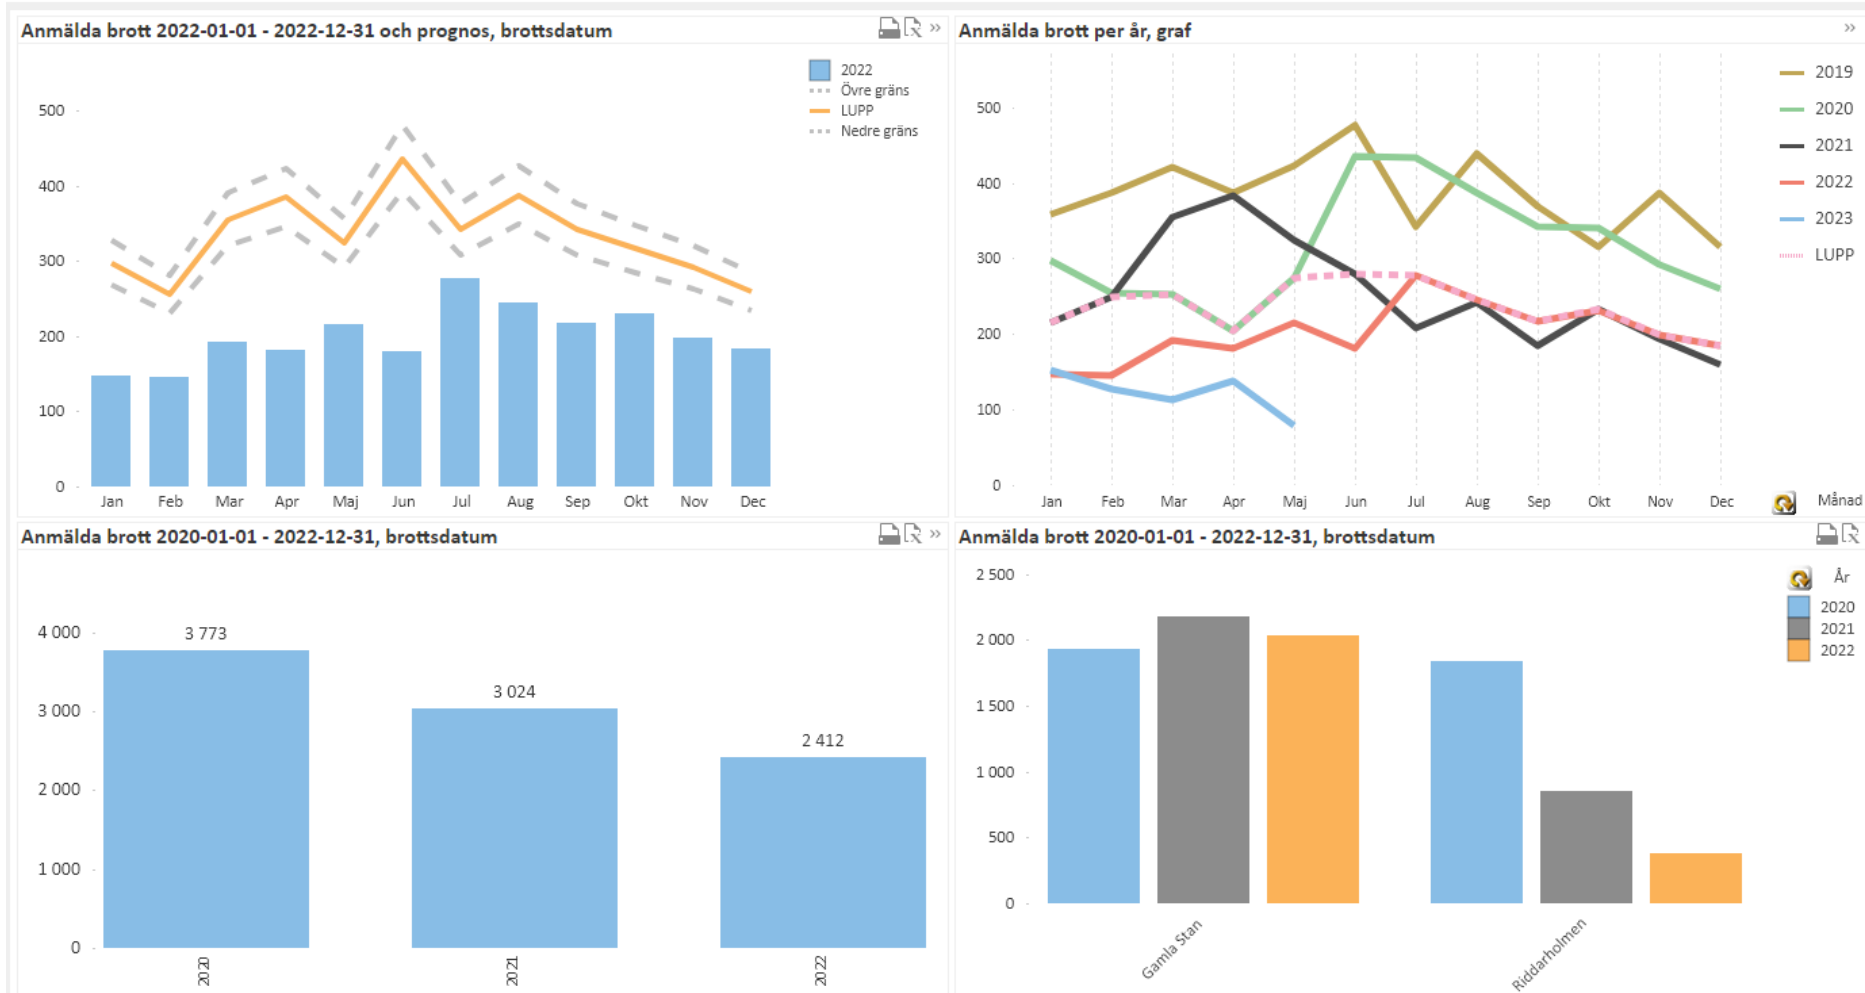 Anmälda brott 2022-01-01 - 2022-12-31 och prognos, brottsdatum
2022
Övre gräns
LUPP
Nedre gräns
500
400
300
200
100
0
Jan Feb Mar Apr Maj Jun Jul Aug Sep Okt Nov Dec
Anmälda brott per år, graf
2019
2020
2021
2022
2023
LUPP
500
400
300
200
100
0
Jan Feb Mar Apr Maj Jun Jul Aug Sep Okt Nov Dec
Månad
Anmälda brott 2020-01-01 - 2022-12-31, brottsdatum
4 000
3 000
2 000
1 000
0
3 773
3 024
2 412
2020 2021 2022
Anmälda brott 2020-01-01 - 2022-12-31, brottsdatum
År
2020
2021
2022
2 500
2 000
1 500
1 000
500
0
Gamla Stan
Riddarholmen